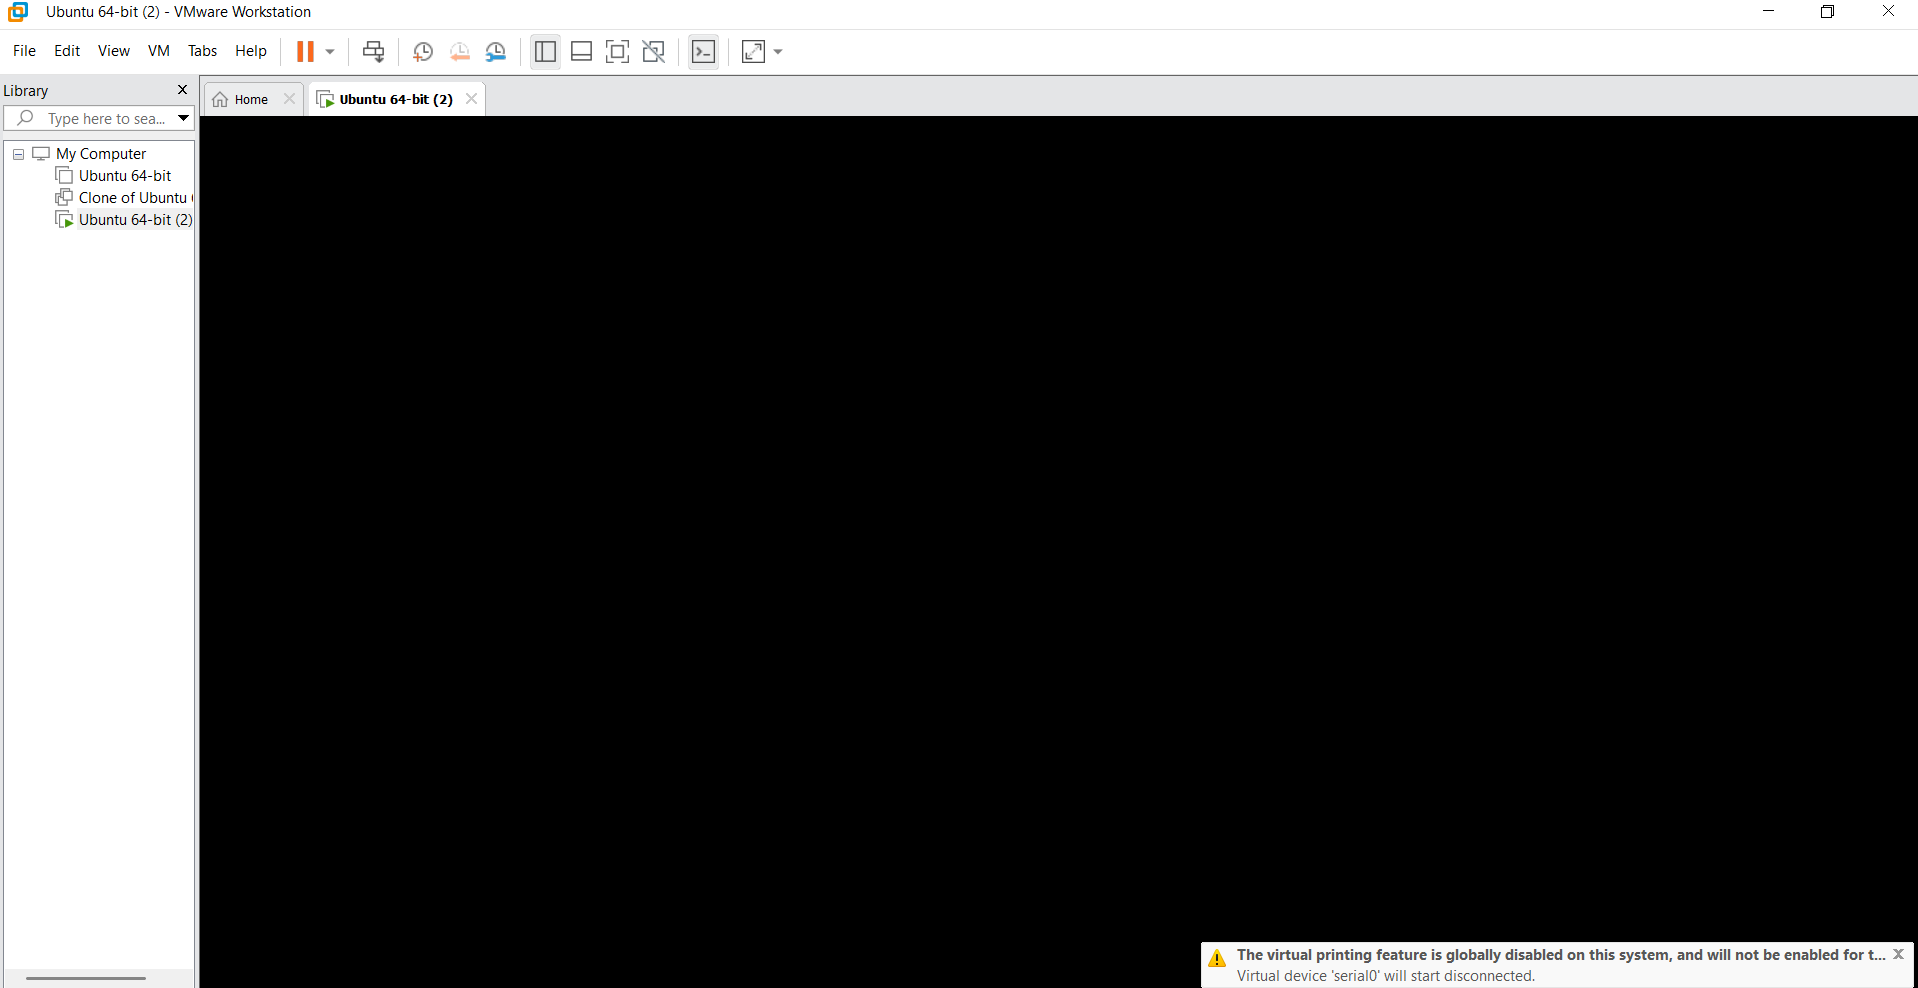 Ubuntu 64-bit (2) - VMware Workstation
File Edit View VM Tabs Help
Library
Home
Ubuntu 64-bit (2)
Type here to sea...
My Computer
Ubuntu 64-bit
Clone of Ubuntu
Ubuntu 64-bit (2)
The virtual printing feature is globally disabled on this system, and will not be enabled for t...
Virtual device 'serial0' will start disconnected.